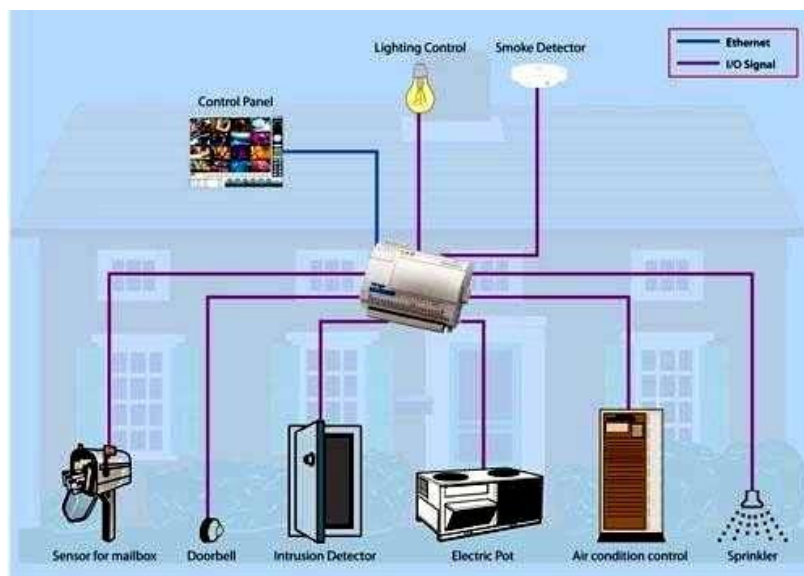 Lighting Control
Smoke Detector
Ethernet
I/O Signal
Control Panel
Sensor for mailbox
Doorbell
Intrusion Detector
Electric Pot
Air condition control
Sprinkler